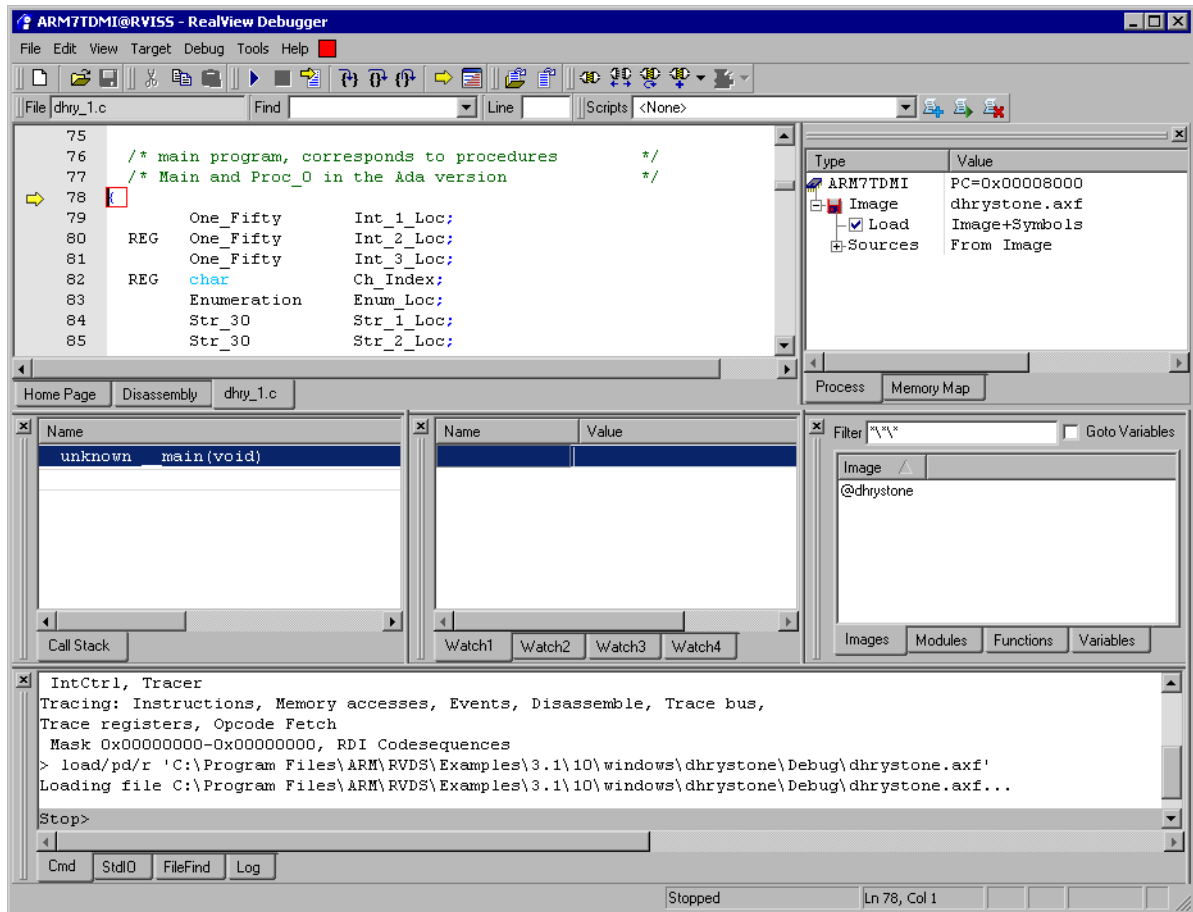 ARM7TDMI@RVISS - RealView Debugger
File Edit View Target Debug Tools Help
File dhry_1.c Find Line Scripts <None>
75
76 /* main program, corresponds to procedures */
77 /* Main and Proc_0 in the Ada version */
78 {
79 One_Fifty Int_1_Loc;
80 REG One_Fifty Int_2_Loc;
81 One_Fifty Int_3_Loc;
82 REG char Ch_Index;
83 Enumeration Enum_Loc;
84 Str_30 Str_1_Loc;
85 Str_30 Str_2_Loc;
Home Page Disassembly dhry_1.c
Type Value
ARM7TDMI PC=0x00008000
Image dhrystone.axf
Load Image+Symbols
Sources From Image
Process Memory Map
Name
unknown __main(void)
Call Stack
Name Value
Watch1 Watch2 Watch3 Watch4
Filter *\*\* Goto Variables
Image
@dhrystone
Images Modules Functions Variables
IntCtrl, Tracer
Tracing: Instructions, Memory accesses, Events, Disassemble, Trace bus,
Trace registers, Opcode Fetch
Mask 0x00000000-0x00000000, RDI Codesequences
> load/pd/r 'C:\Program Files\ARM\RVDS\Examples\3.1\10\windows\dhrystone\Debug\dhrystone.axf'
Loading file C:\Program Files\ARM\RVDS\Examples\3.1\10\windows\dhrystone\Debug\dhrystone.axf...
Stop>
Cmd StdIO FileFind Log
Stopped Ln 78, Col 1